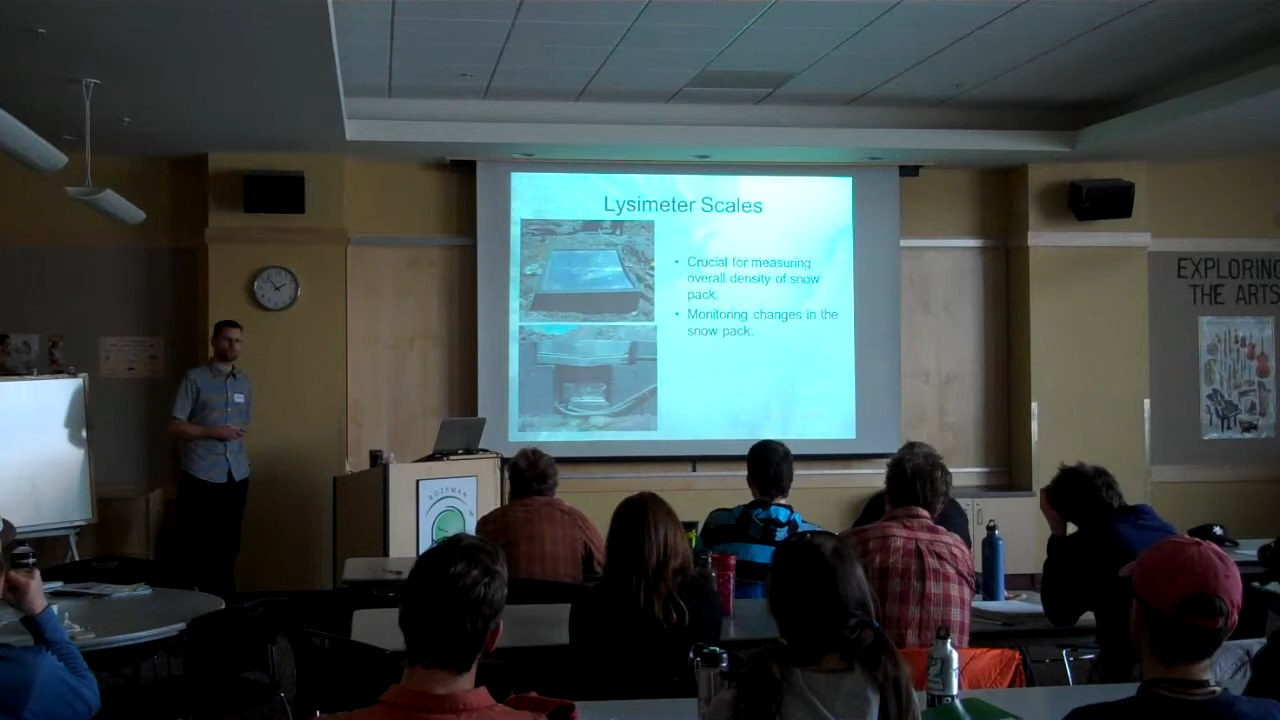 Lysimeter Scales
• Crucial for measuring
overall density of snow
pack.
• Monitoring changes in the
snow pack.
EXPLORING
THE ARTS
BOZEMAN